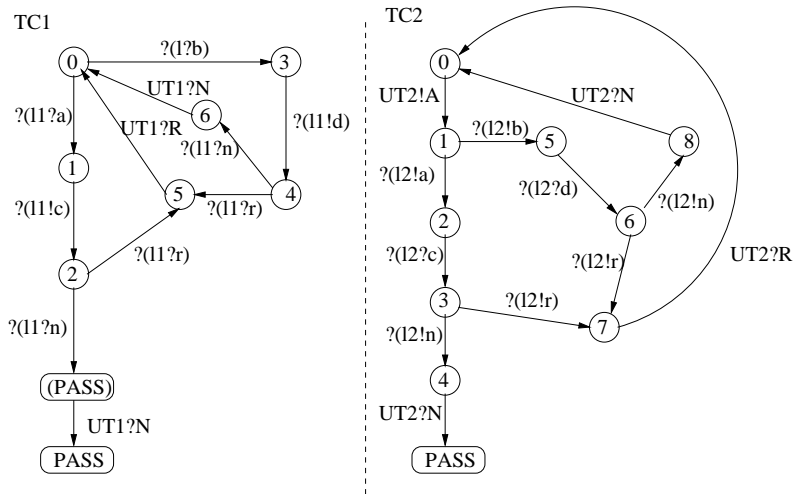 TC1
TC2
0
?(l?b)
3
UT1?N
?(l1?a)
UT1?R
6
?(l1?n)
?(l1!d)
1
5
?(l1?r)
4
?(l1!c)
2
?(l1?r)
?(l1?n)
(PASS)
UT1?N
PASS
0
UT2!A
UT2?N
1
?(l2!b)
5
8
?(l2!a)
?(l2?d)
?(l2!n)
2
6
?(l2?c)
?(l2!r)
UT2?R
3
?(l2!r)
7
?(l2!n)
4
UT2?N
PASS